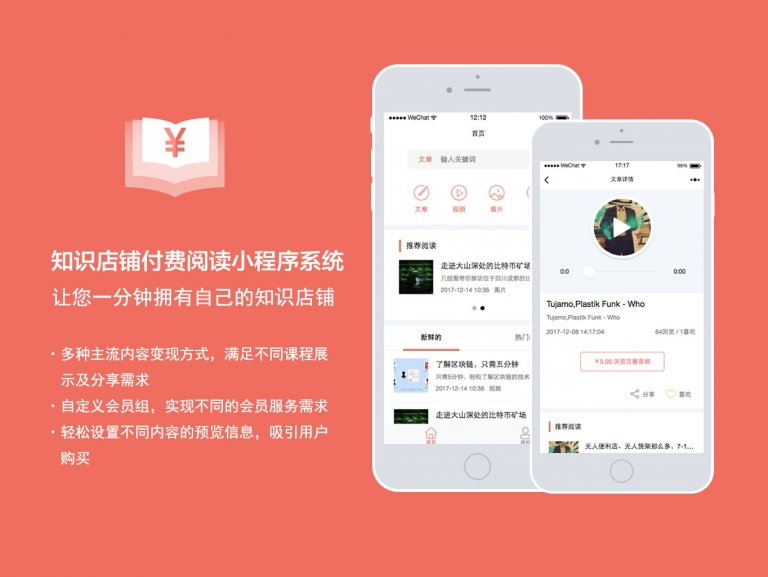 ¥
知识店铺付费阅读小程序系统
让您一分钟拥有自己的知识店铺
· 多种主流内容变现方式，满足不同课程展
示及分享需求
· 自定义会员组，实现不同的会员服务需求
· 轻松设置不同内容的预览信息，吸引用户
购买
WeChat 12:12 100%
首页
文章 输入关键词
文章 视频 图片
推荐阅读
走进大山深处的比特币矿场
几组图带你探访位于四川成都的
2017-12-14 10:36 图片
新鲜的 热门
了解区块链，只需五分钟
只需5分钟，轻松了解区块链的技术
2017-12-14 10:36 视频
走进大山深处的比特币矿场
首页 我的
WeChat 17:17 96%
文章详情
0:0 0:00
Tujamo,Plastik Funk - Who
Tujamo,Plastik Funk - Who
2017-12-08 14:17:04 64浏览 / 1喜欢
¥ 5.00 浏览完整音频
分享 喜欢
推荐阅读
无人便利店、无人货架那么多，7-1...